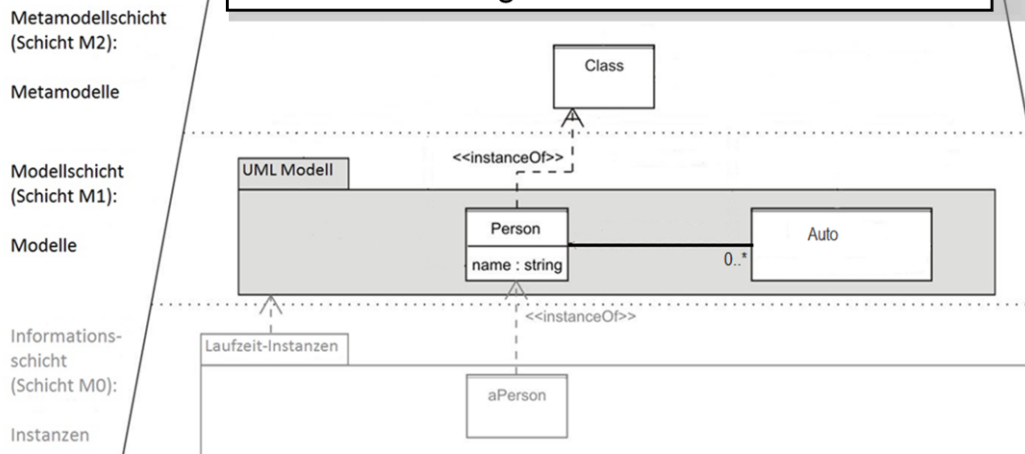 Metamodellschicht
(Schicht M2):
Metamodelle
Class
<<instanceOf>>
Modellschicht
(Schicht M1):
Modelle
UML Modell
Person
name : string
0..*
Auto
<<instanceOf>>
Informations-
schicht
(Schicht M0):
Instanzen
Laufzeit-Instanzen
aPerson